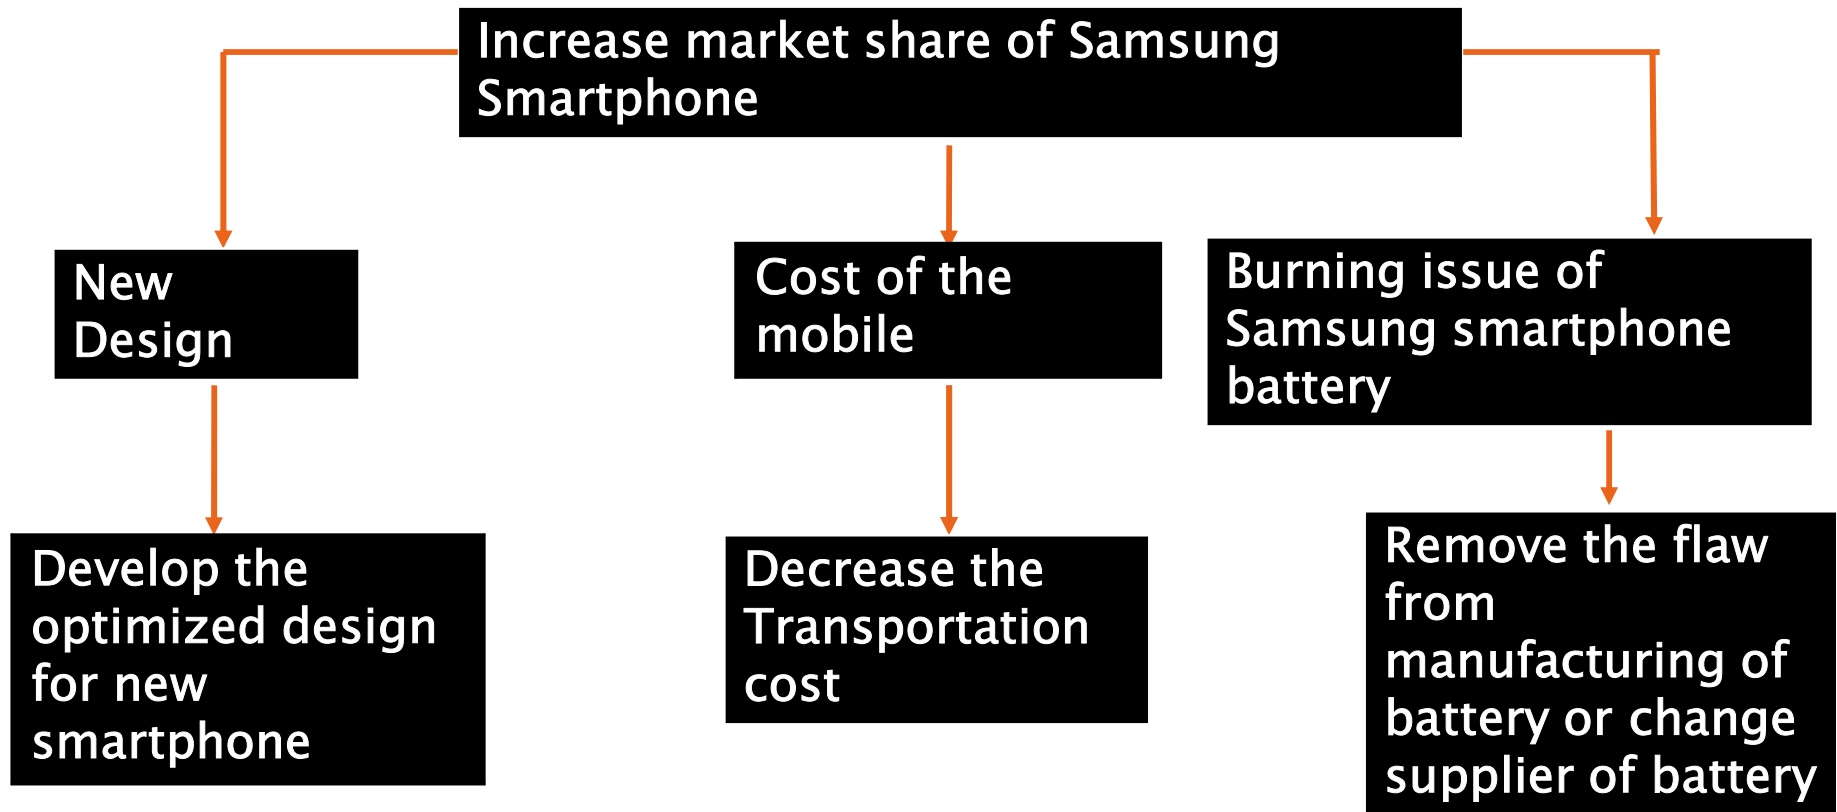 Increase market share of Samsung
Smartphone
New
Design
Cost of the
mobile
Burning issue of
Samsung smartphone
battery
Develop the
optimized design
for new
smartphone
Decrease the
Transportation
cost
Remove the flaw
from
manufacturing of
battery or change
supplier of battery